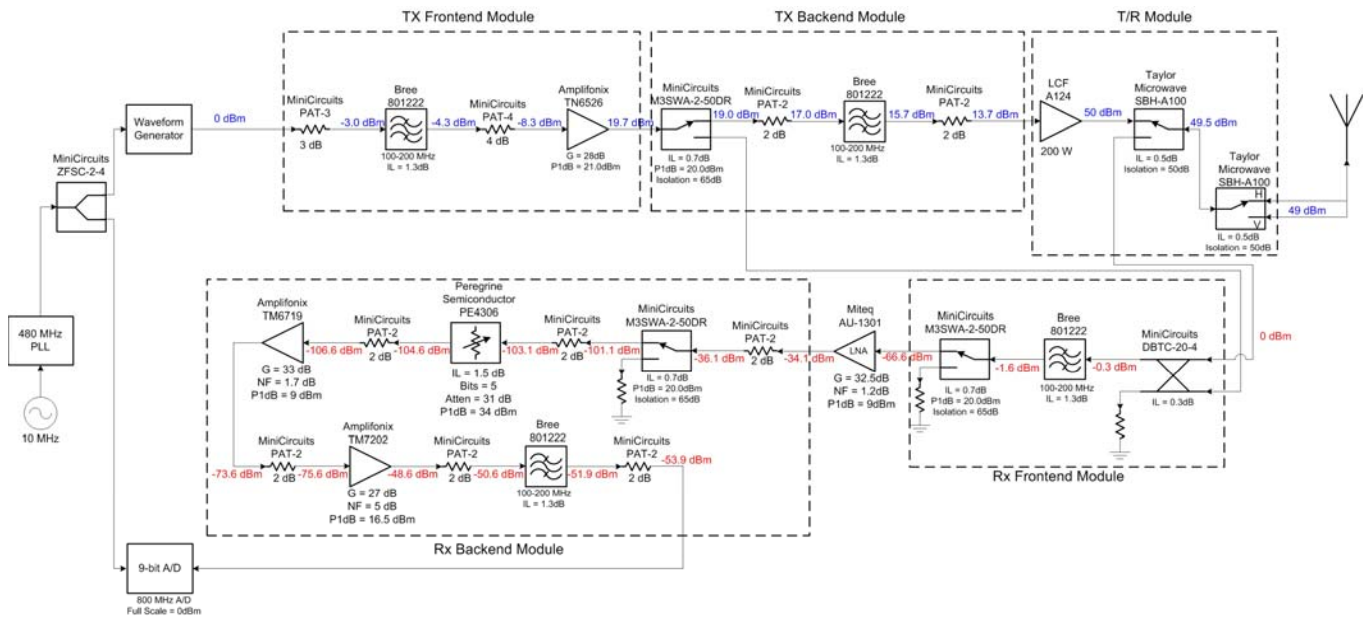 TX Frontend Module
TX Backend Module
T/R Module
MiniCircuits
ZFSC-2-4
Waveform
Generator
0 dBm
MiniCircuits
PAT-3
3 dB
-3.0 dBm
Bree
801222
100-200 MHz
IL = 1.3dB
-4.3 dBm
MiniCircuits
PAT-4
4 dB
-8.3 dBm
Amplifonix
TN6526
G = 28dB
P1dB = 21.0dBm
19.7 dBm
MiniCircuits
M3SWA-2-50DR
IL = 0.7dB
P1dB = 20.0dBm
Isolation = 65dB
19.0 dBm
MiniCircuits
PAT-2
2 dB
17.0 dBm
Bree
801222
100-200 MHz
IL = 1.3dB
15.7 dBm
MiniCircuits
PAT-2
2 dB
13.7 dBm
LCF
A124
200 W
50 dBm
Taylor
Microwave
SBH-A100
IL = 0.5dB
Isolation = 50dB
49.5 dBm
Taylor
Microwave
SBH-A100
H
V
IL = 0.5dB
Isolation = 50dB
49 dBm
480 MHz
PLL
10 MHz
Amplifonix
TM6719
G = 33 dB
NF = 1.7 dB
P1dB = 9 dBm
-106.6 dBm
MiniCircuits
PAT-2
2 dB
-104.6 dBm
Peregrine
Semiconductor
PE4306
IL = 1.5 dB
Bits = 5
Atten = 31 dB
P1dB = 34 dBm
-103.1 dBm
MiniCircuits
PAT-2
2 dB
-101.1 dBm
MiniCircuits
M3SWA-2-50DR
IL = 0.7dB
P1dB = 20.0dBm
Isolation = 65dB
-36.1 dBm
MiniCircuits
PAT-2
2 dB
-34.1 dBm
Miteq
AU-1301
LNA
G = 32.5dB
NF = 1.2dB
P1dB = 9dBm
-66.6 dBm
MiniCircuits
M3SWA-2-50DR
IL = 0.7dB
P1dB = 20.0dBm
Isolation = 65dB
-1.6 dBm
Bree
801222
100-200 MHz
IL = 1.3dB
-0.3 dBm
MiniCircuits
DBTC-20-4
IL = 0.3dB
0 dBm
Rx Frontend Module
-73.6 dBm
MiniCircuits
PAT-2
2 dB
-75.6 dBm
Amplifonix
TM7202
G = 27 dB
NF = 5 dB
P1dB = 16.5 dBm
-48.6 dBm
MiniCircuits
PAT-2
2 dB
-50.6 dBm
Bree
801222
100-200 MHz
IL = 1.3dB
-51.9 dBm
MiniCircuits
PAT-2
2 dB
-53.9 dBm
Rx Backend Module
9-bit A/D
800 MHz A/D
Full Scale = 0dBm